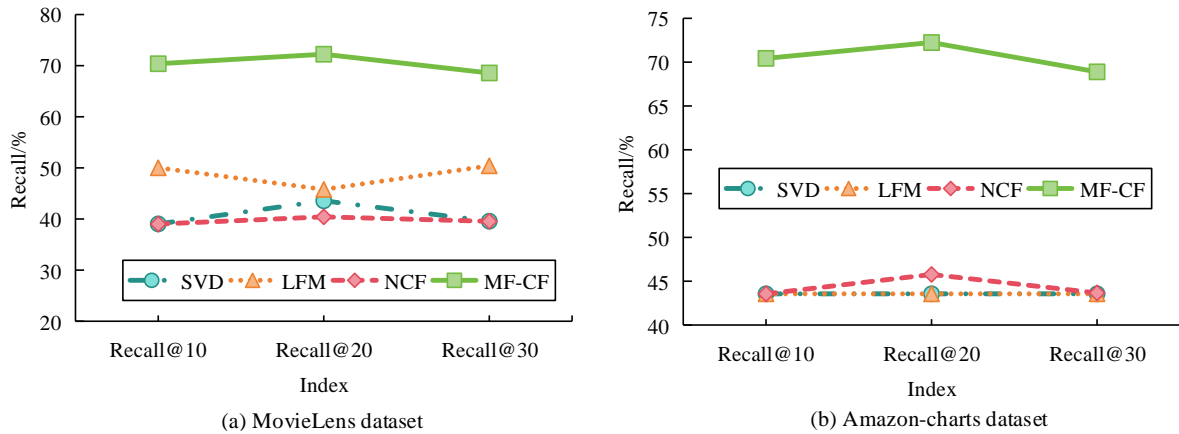 80
70
60
50
40
30
20
Recall/%
SVD LFM NCF MF-CF
Recall@10 Recall@20 Recall@30
Index
(a) MovieLens dataset
75
70
65
60
55
50
45
40
Recall/%
SVD LFM NCF MF-CF
Recall@10 Recall@20 Recall@30
Index
(b) Amazon-charts dataset